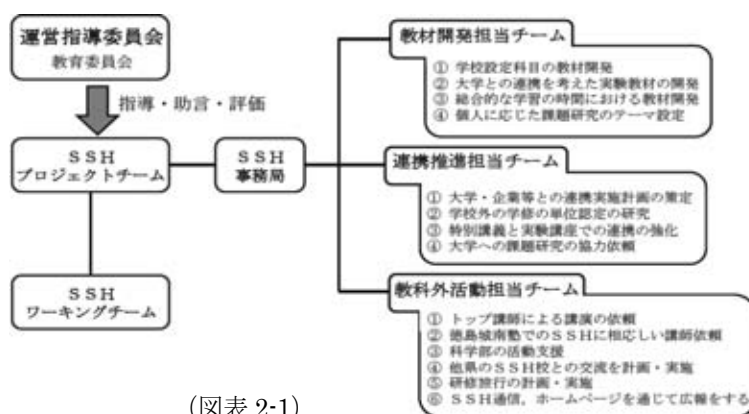 運営指導委員会
教育委員会
指導・助言・評価
ＳＳＨ
プロジェクトチーム
ＳＳＨ
事務局
ＳＳＨ
ワーキングチーム
教材開発担当チーム
① 学校設定科目の教材開発
② 大学との連携を考えた実験教材の開発
③ 総合的な学習の時間における教材開発
④ 個人に応じた課題研究のテーマ設定
連携推進担当チーム
① 大学・企業等との連携実施計画の策定
② 学校外の学修の単位認定の研究
③ 特別講義と実験講座での連携の強化
④ 大学への課題研究の協力依頼
教科外活動担当チーム
① トップ講師による講演の依頼
② 徳島城南塾でのＳＳＨに相応しい講師依頼
③ 科学部の活動支援
④ 他県のＳＳＨ校との交流を計画・実施
⑤ 研修旅行の計画・実施
⑥ ＳＳＨ通信，ホームページを通じて広報をする
（図表 2-1）